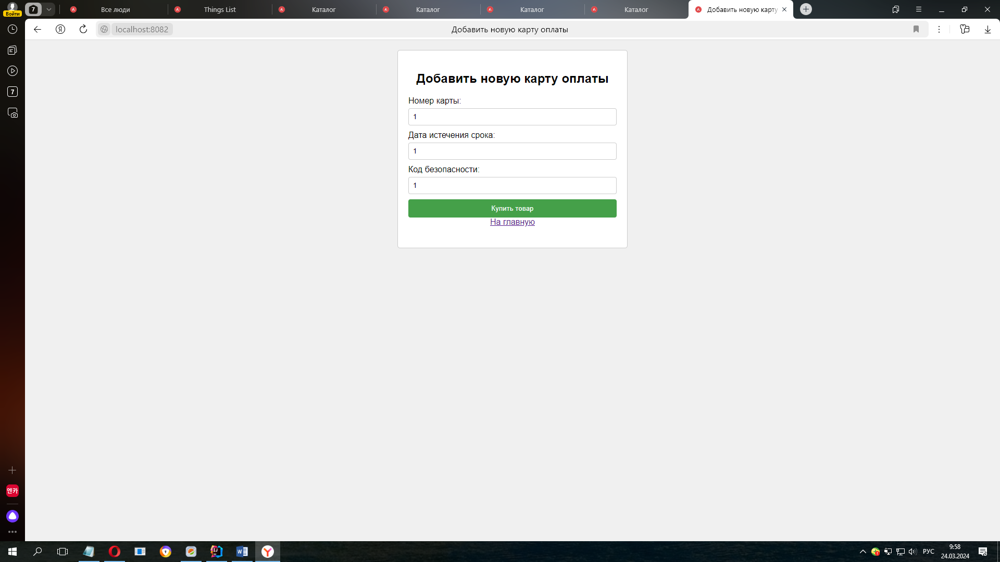 Войти
7
Все люди
Things List
Каталог
Каталог
Каталог
Каталог
Добавить новую карту
localhost:8082
Добавить новую карту оплаты
7
Добавить новую карту оплаты
Номер карты:
1
Дата истечения срока:
1
Код безопасности:
1
Купить товар
На главную
엔카
РУС
9:58
24.03.2024